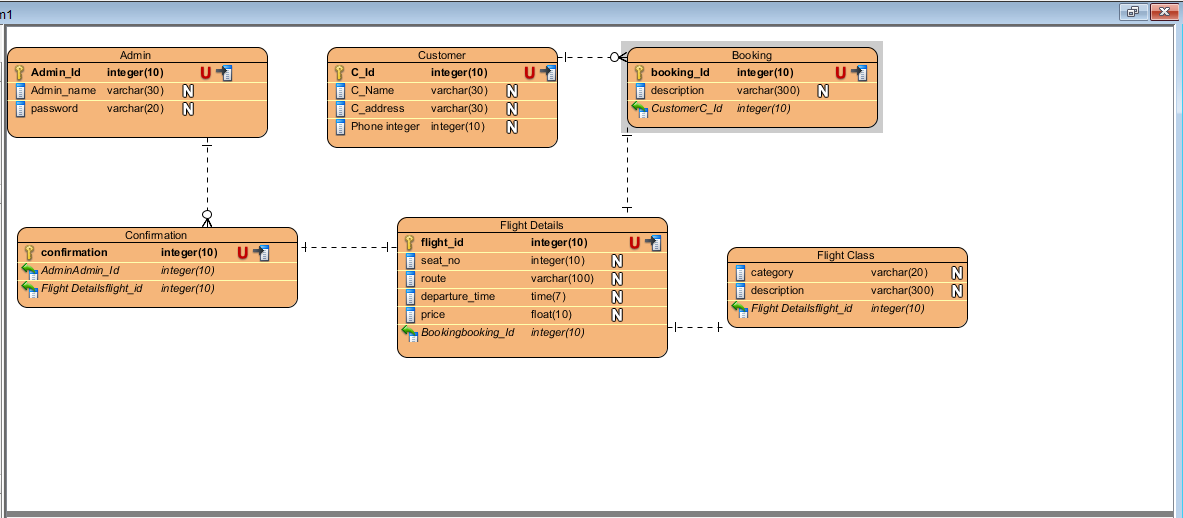 m1
Admin
Admin_Id integer(10) U
Admin_name varchar(30) N
password varchar(20) N
Customer
C_Id integer(10) U
C_Name varchar(30) N
C_address varchar(30) N
Phone integer integer(10) N
Booking
booking_Id integer(10) U
description varchar(300) N
CustomerC_Id integer(10)
Confirmation
confirmation integer(10) U
AdminAdmin_Id integer(10)
Flight Detailsflight_id integer(10)
Flight Details
flight_id integer(10) U
seat_no integer(10) N
route varchar(100) N
departure_time time(7) N
price float(10) N
Bookingbooking_Id integer(10)
Flight Class
category varchar(20) N
description varchar(300) N
Flight Detailsflight_id integer(10)